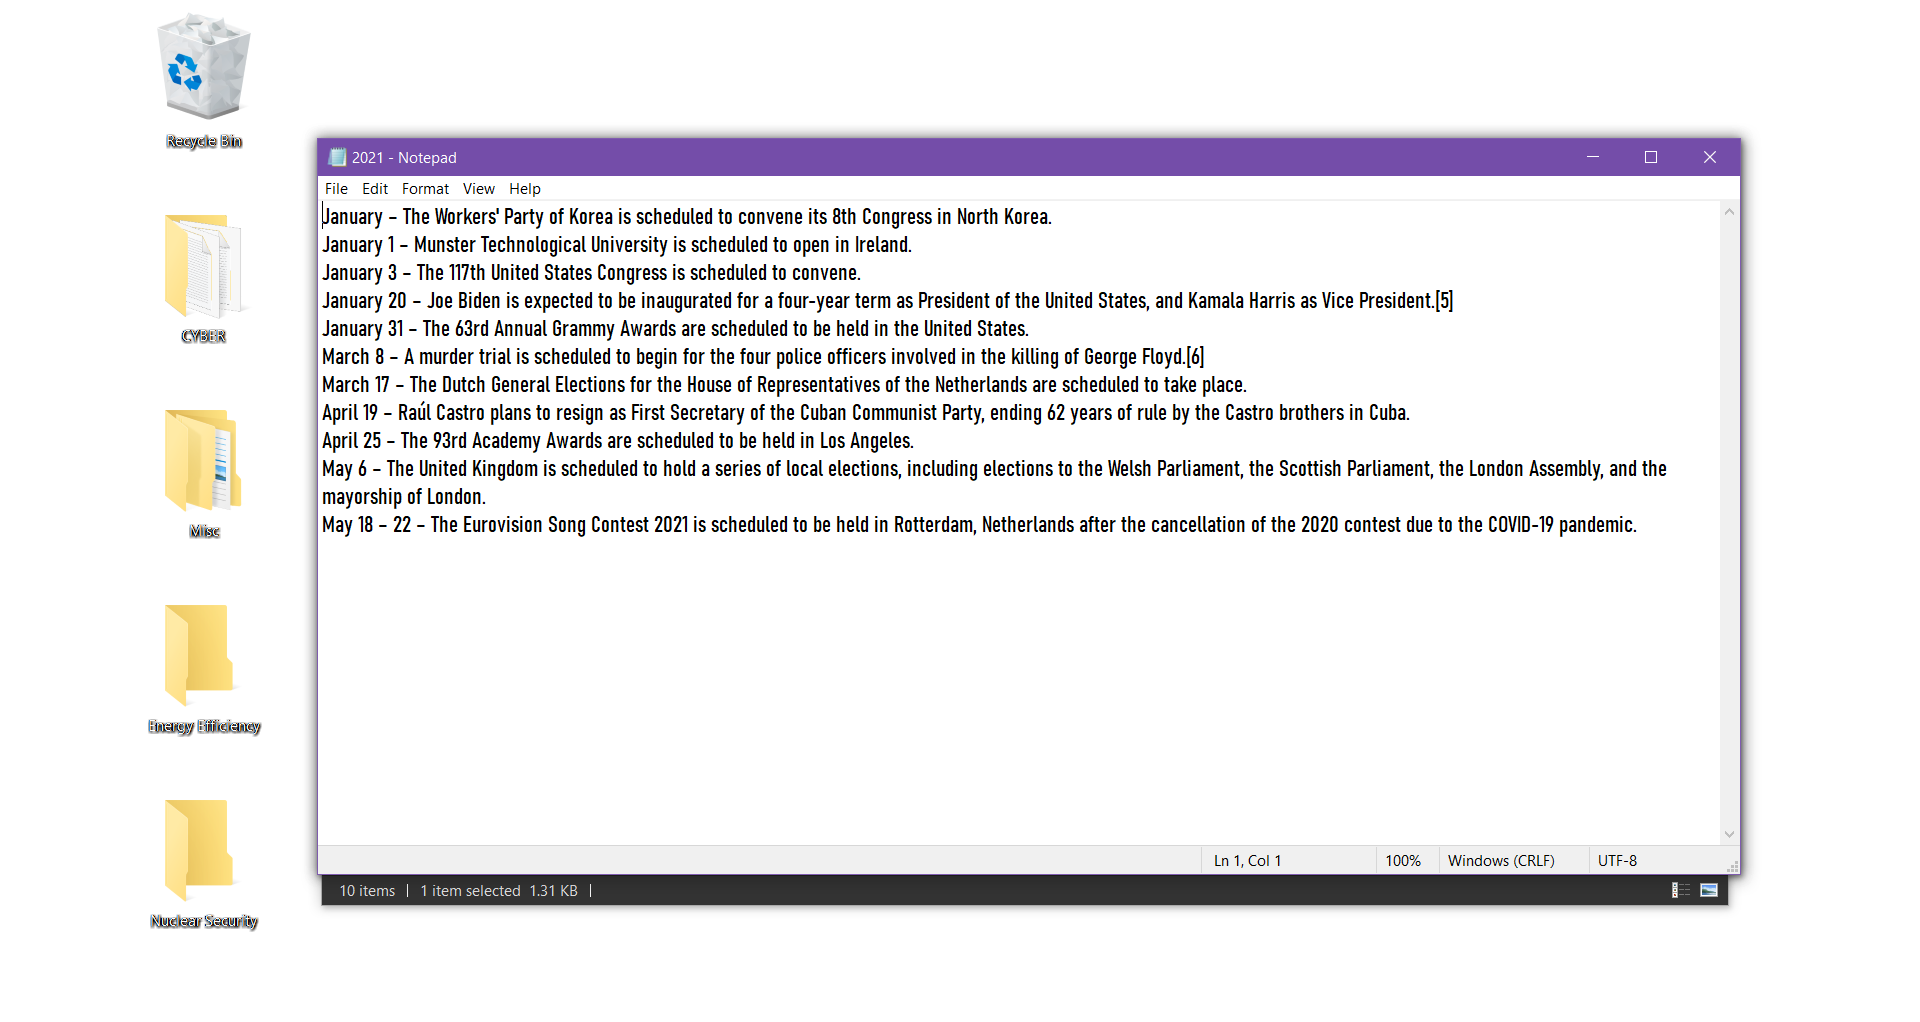 Recycle Bin
CYBER
Misc
Energy Efficiency
Nuclear Security
2021 - Notepad
File Edit Format View Help
January – The Workers' Party of Korea is scheduled to convene its 8th Congress in North Korea.
January 1 – Munster Technological University is scheduled to open in Ireland.
January 3 – The 117th United States Congress is scheduled to convene.
January 20 – Joe Biden is expected to be inaugurated for a four-year term as President of the United States, and Kamala Harris as Vice President.[5]
January 31 – The 63rd Annual Grammy Awards are scheduled to be held in the United States.
March 8 – A murder trial is scheduled to begin for the four police officers involved in the killing of George Floyd.[6]
March 17 – The Dutch General Elections for the House of Representatives of the Netherlands are scheduled to take place.
April 19 – Raúl Castro plans to resign as First Secretary of the Cuban Communist Party, ending 62 years of rule by the Castro brothers in Cuba.
April 25 – The 93rd Academy Awards are scheduled to be held in Los Angeles.
May 6 – The United Kingdom is scheduled to hold a series of local elections, including elections to the Welsh Parliament, the Scottish Parliament, the London Assembly, and the
mayorship of London.
May 18 – 22 – The Eurovision Song Contest 2021 is scheduled to be held in Rotterdam, Netherlands after the cancellation of the 2020 contest due to the COVID-19 pandemic.
Ln 1, Col 1 100% Windows (CRLF) UTF-8
10 items | 1 item selected 1.31 KB |